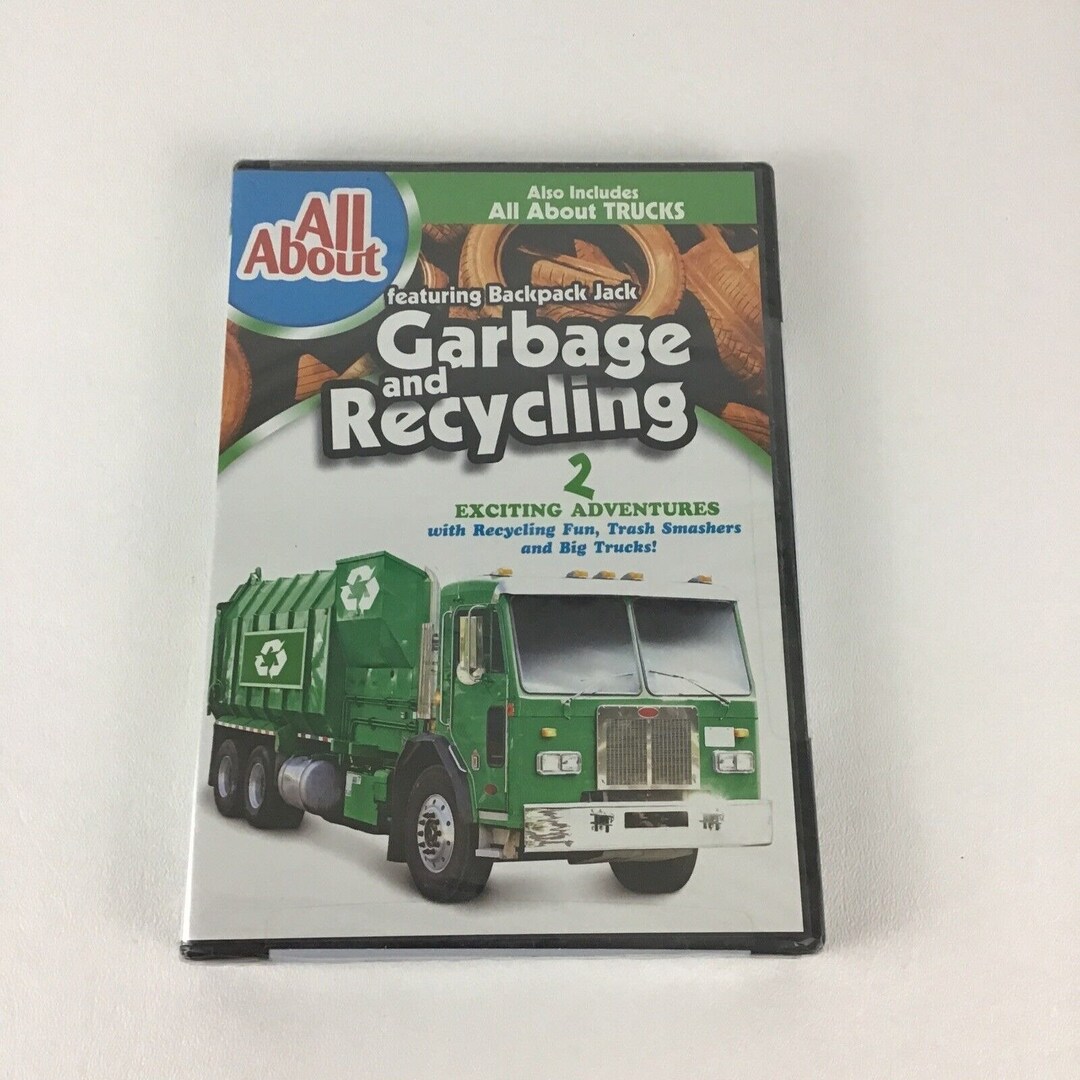 All
About
Also Includes
All About TRUCKS
featuring Backpack Jack
Garbage
and
Recycling
2
EXCITING ADVENTURES
with Recycling Fun, Trash Smashers
and Big Trucks!